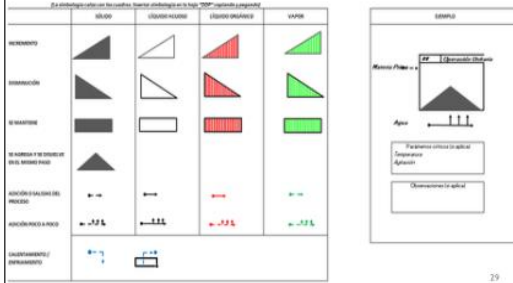 (La simbología calza con los cuadros. Insertar simbología en la hoja "DOP" copiando y pegando)
SÓLIDO LÍQUIDO ACUOSO LÍQUIDO ORGÁNICO VAPOR
INCREMENTO
DISMINUCIÓN
SE MANTIENE
SE AGREGA Y SE DISUELVE
EN EL MISMO PASO
ADICIÓN O SALIDAS DEL
PROCESO
ADICIÓN POCO A POCO
CALENTAMIENTO /
ENFRIAMIENTO
EJEMPLO
## Operación Unitaria
Materia Prima
Agua
Parámetros críticos (si aplica)
Temperatura
Agitación
Observaciones (si aplica)
29